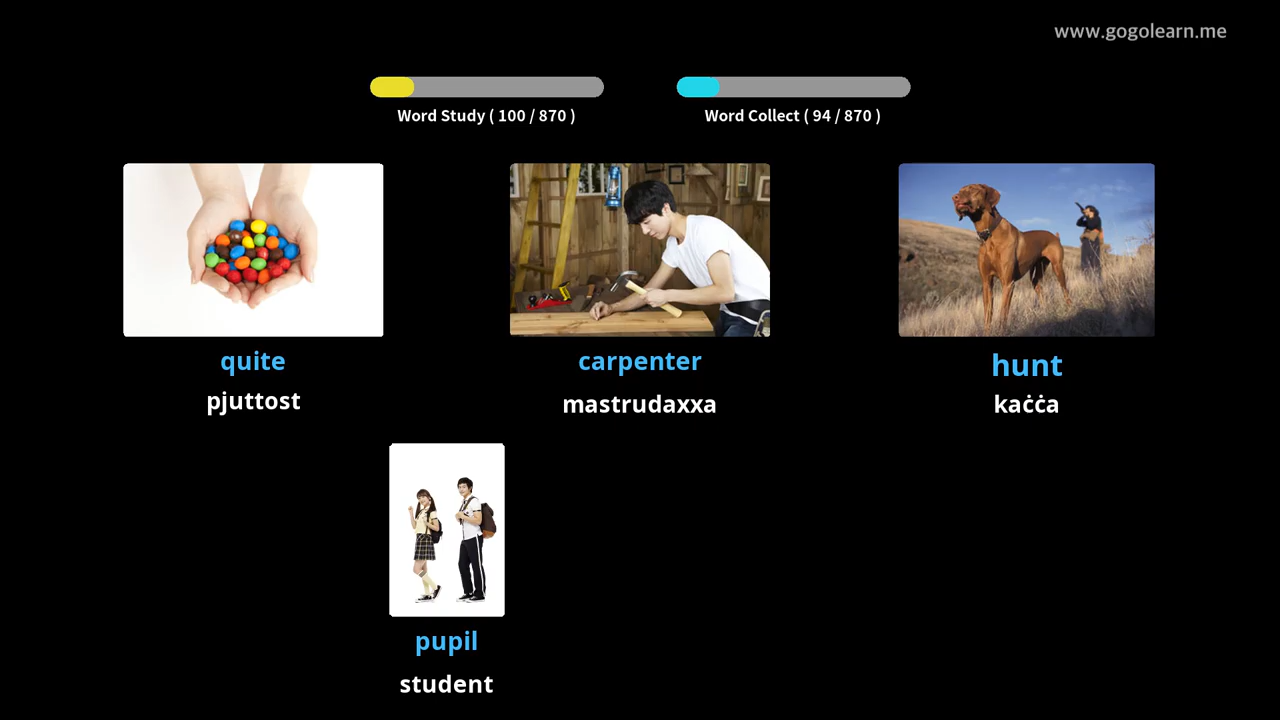 www.gogolearn.me
Word Study ( 100 / 870 )
Word Collect ( 94 / 870 )
quite
carpenter
hunt
pjuttost
mastrudaxxa
kaċċa
pupil
student